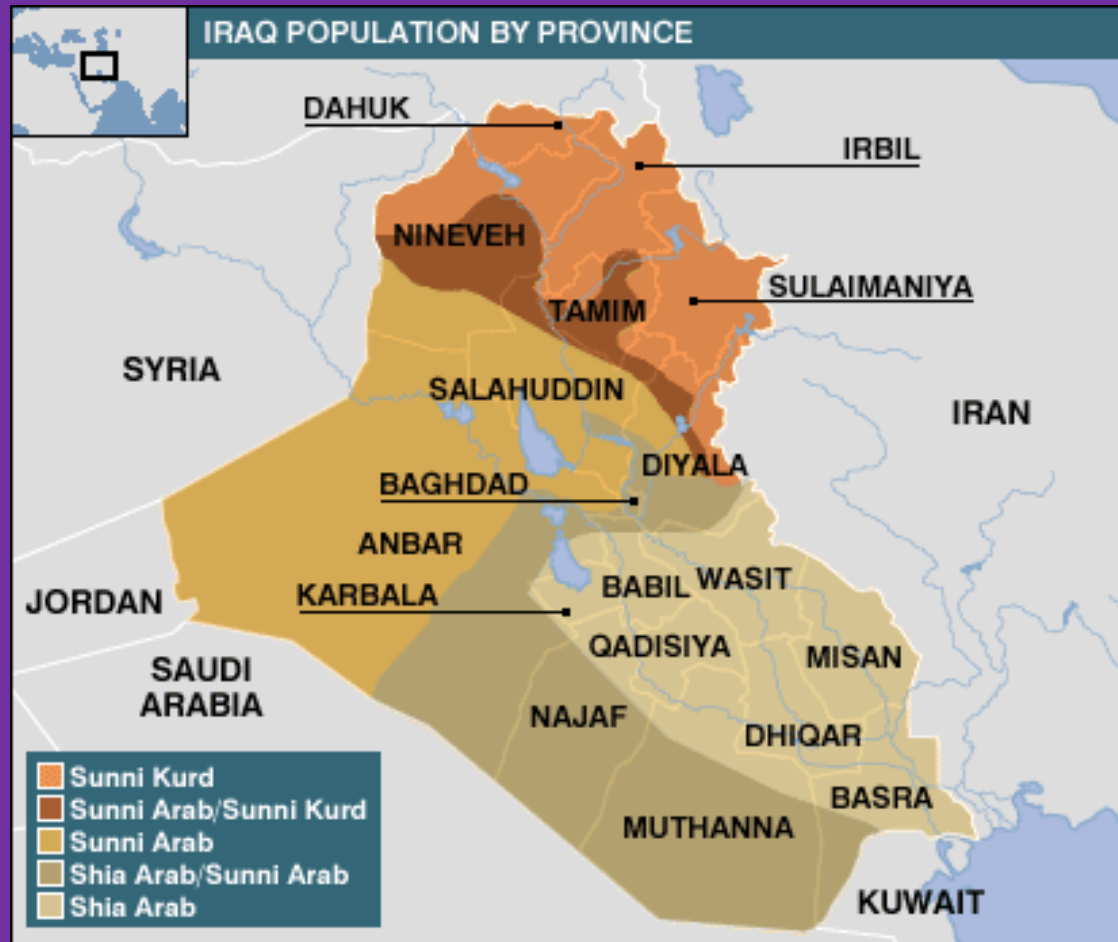 IRAQ POPULATION BY PROVINCE
DAHUK
IRBIL
NINEVEH
SULAIMANIYA
TAMIM
SYRIA
SALAHUDDIN
IRAN
DIYALA
BAGHDAD
ANBAR
BABIL
WASIT
JORDAN
KARBALA
QADISIYA
MISAN
SAUDI
ARABIA
NAJAF
DHIQAR
BASRA
MUTHANNA
KUWAIT
Sunni Kurd
Sunni Arab/Sunni Kurd
Sunni Arab
Shia Arab/Sunni Arab
Shia Arab